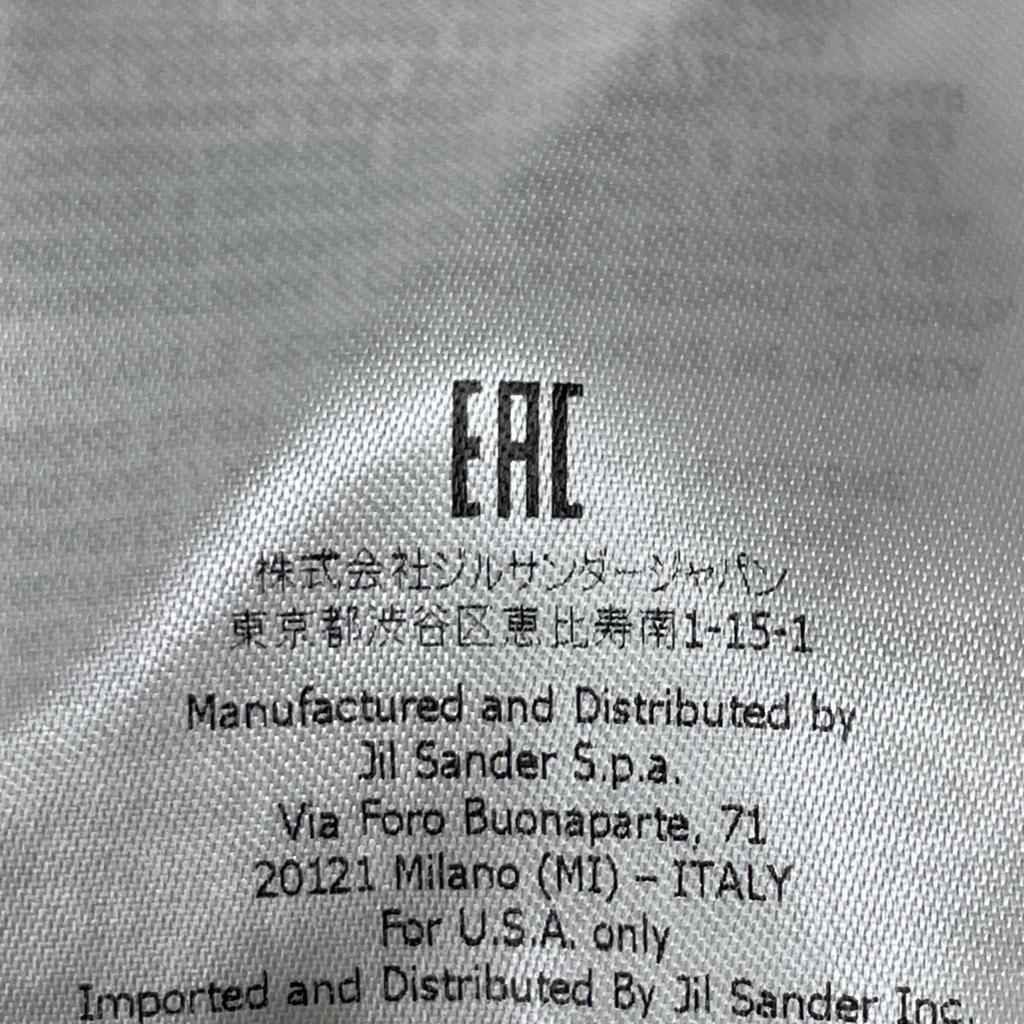 EAC
株式会社ジルサンダージャパン
東京都渋谷区恵比寿南1-15-1
Manufactured and Distributed by
Jil Sander S.p.a.
Via Foro Buonaparte, 71
20121 Milano (MI) – ITALY
For U.S.A. only
Imported and Distributed By Jil Sander Inc.